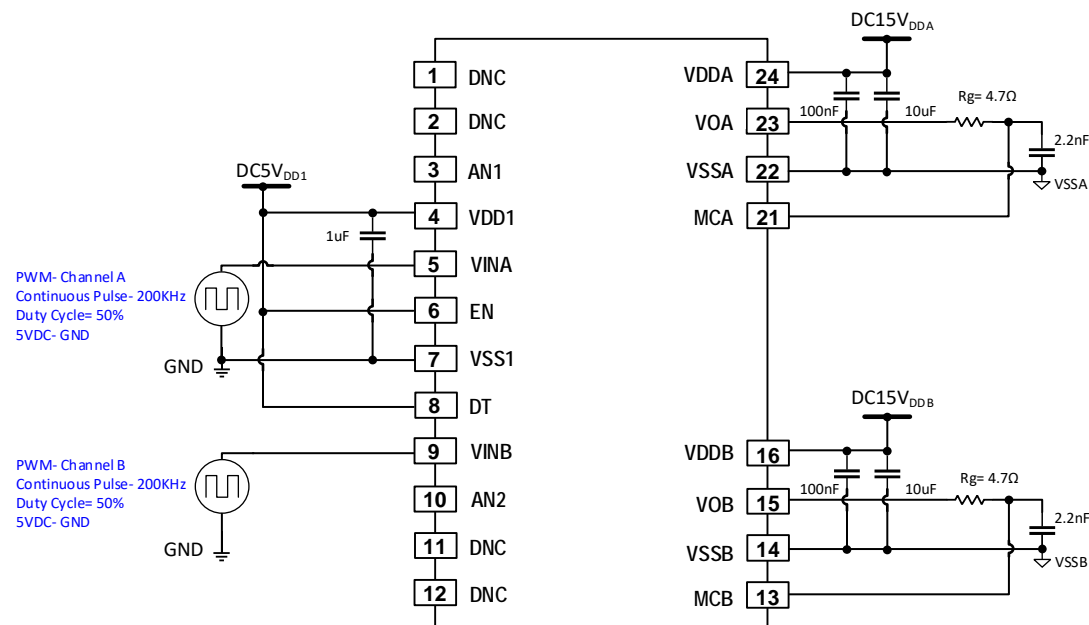 DC15VDDA
1 DNC
VDDA 24
Rg= 4.7Ω
100nF
10uF
2 DNC
VOA 23
2.2nF
3 AN1
VSSA 22
VSSA
DC5VDD1
4 VDD1
MCA 21
1uF
5 VINA
PWM- Channel A
Continuous Pulse- 200KHz
Duty Cycle= 50%
5VDC- GND
6 EN
GND
7 VSS1
8 DT
DC15VDDB
9 VINB
VDDB 16
PWM- Channel B
Continuous Pulse- 200KHz
Duty Cycle= 50%
5VDC- GND
Rg= 4.7Ω
100nF
10uF
10 AN2
VOB 15
2.2nF
GND
11 DNC
VSSB 14
VSSB
12 DNC
MCB 13